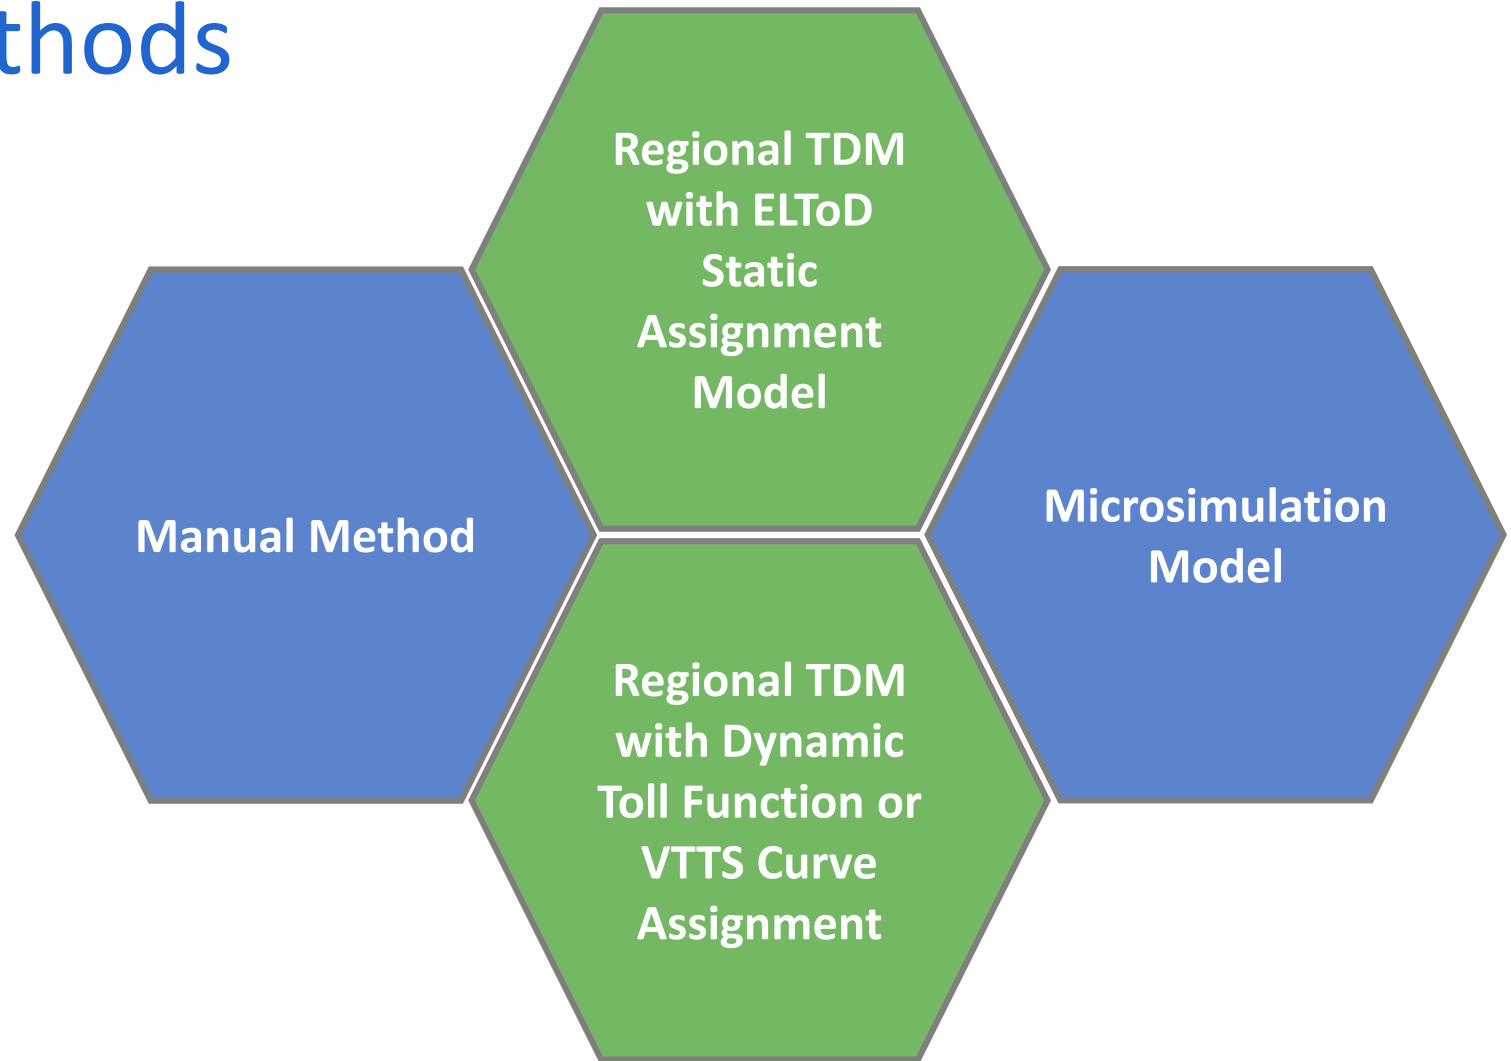 thods
Regional TDM
with ELToD
Static
Assignment
Model
Manual Method
Microsimulation
Model
Regional TDM
with Dynamic
Toll Function or
VTTS Curve
Assignment